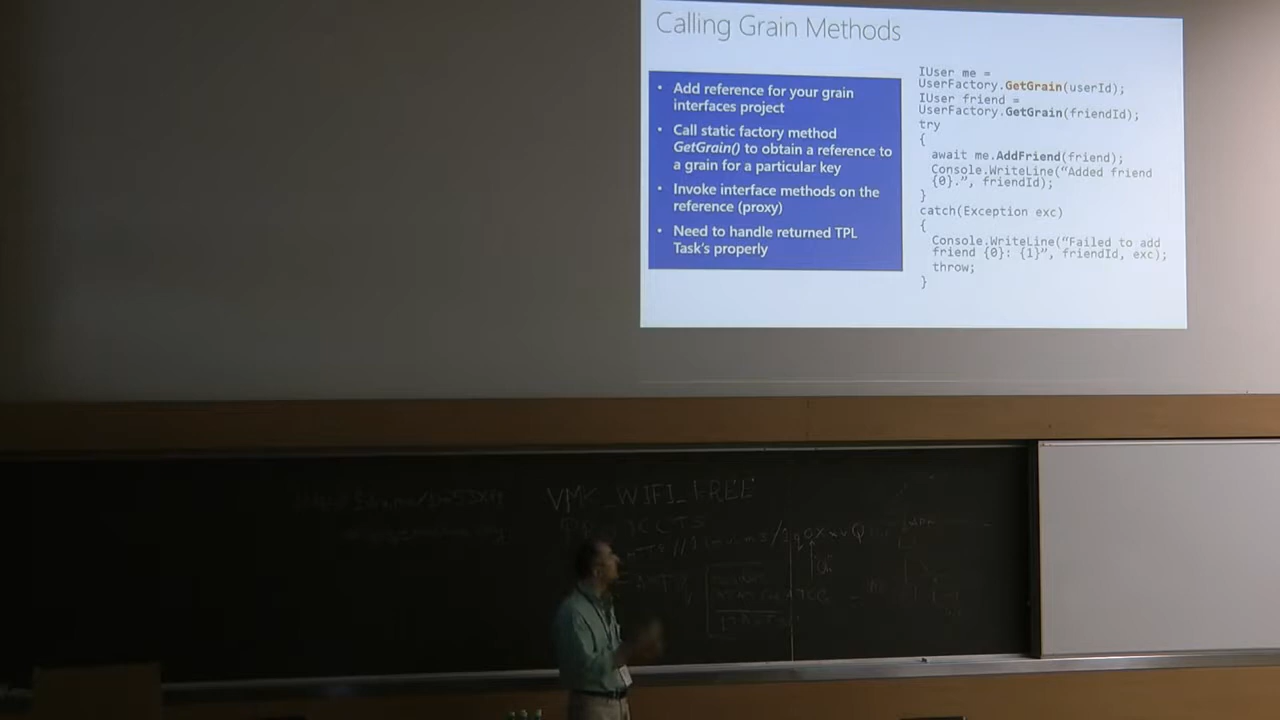 Calling Grain Methods
• Add reference for your grain
interfaces project
• Call static factory method
GetGrain() to obtain a reference to
a grain for a particular key
• Invoke interface methods on the
reference (proxy)
• Need to handle returned TPL
Task's properly
IUser me =
UserFactory.GetGrain(userId);
IUser friend =
UserFactory.GetGrain(friendId);
try
{
await me.AddFriend(friend);
Console.WriteLine(“Added friend
{0}.”, friendId);
}
catch(Exception exc)
{
Console.WriteLine(“Failed to add
friend {0}: {1}”, friendId, exc);
throw;
}
VMK_WIFI_FREE